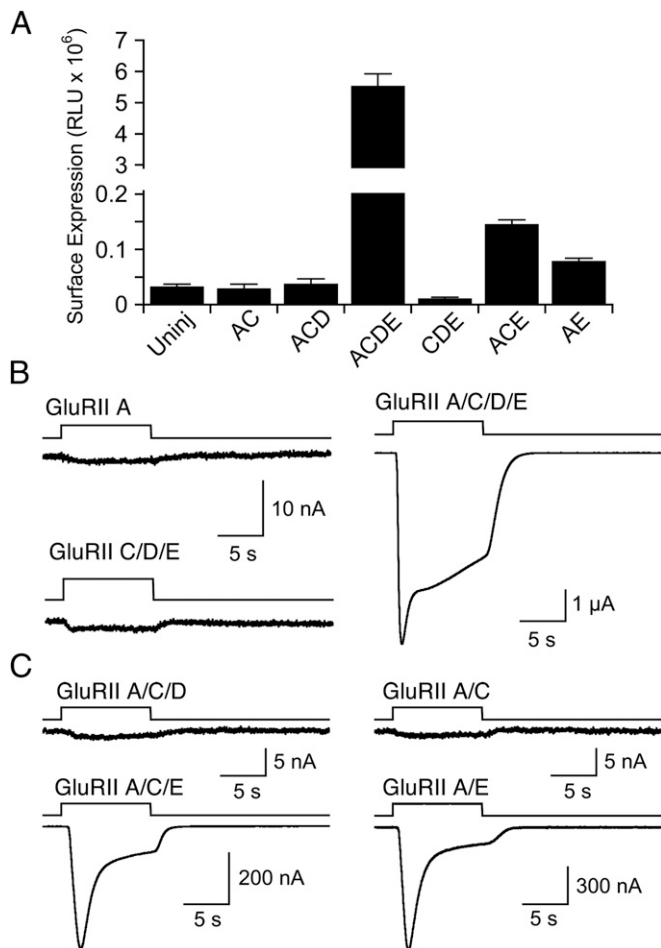 A
Surface Expression (RLU x 10⁶)
7
6
5
4
3
0.2
0.1
0
Uninj
AC
ACD
ACDE
CDE
ACE
AE
B
GluRII A
10 nA
5 s
GluRII C/D/E
GluRII A/C/D/E
1 µA
5 s
C
GluRII A/C/D
5 nA
5 s
GluRII A/C
5 nA
5 s
GluRII A/C/E
200 nA
5 s
GluRII A/E
300 nA
5 s